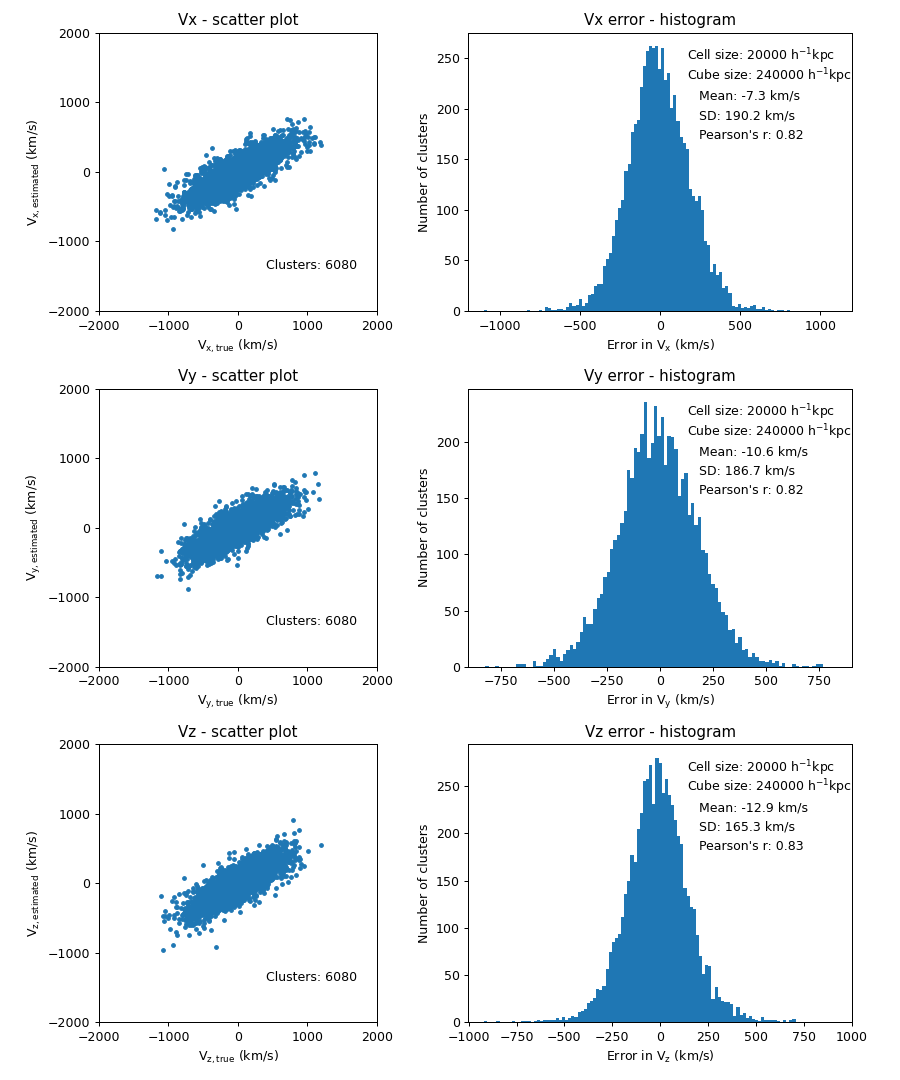 Vx - scatter plot
2000
1000
0
−1000
−2000
V_x, estimated (km/s)
Clusters: 6080
−2000 −1000 0 1000 2000
V_x, true (km/s)
Vx error - histogram
Cell size: 20000 h⁻¹kpc
Cube size: 240000 h⁻¹kpc
Mean: -7.3 km/s
SD: 190.2 km/s
Pearson's r: 0.82
250
200
150
100
50
0
Number of clusters
−1000 −500 0 500 1000
Error in V_x (km/s)
Vy - scatter plot
2000
1000
0
−1000
−2000
V_y, estimated (km/s)
Clusters: 6080
−2000 −1000 0 1000 2000
V_y, true (km/s)
Vy error - histogram
Cell size: 20000 h⁻¹kpc
Cube size: 240000 h⁻¹kpc
Mean: -10.6 km/s
SD: 186.7 km/s
Pearson's r: 0.82
200
150
100
50
0
Number of clusters
−750 −500 −250 0 250 500 750
Error in V_y (km/s)
Vz - scatter plot
2000
1000
0
−1000
−2000
V_z, estimated (km/s)
Clusters: 6080
−2000 −1000 0 1000 2000
V_z, true (km/s)
Vz error - histogram
Cell size: 20000 h⁻¹kpc
Cube size: 240000 h⁻¹kpc
Mean: -12.9 km/s
SD: 165.3 km/s
Pearson's r: 0.83
250
200
150
100
50
0
Number of clusters
−1000 −750 −500 −250 0 250 500 750 1000
Error in V_z (km/s)